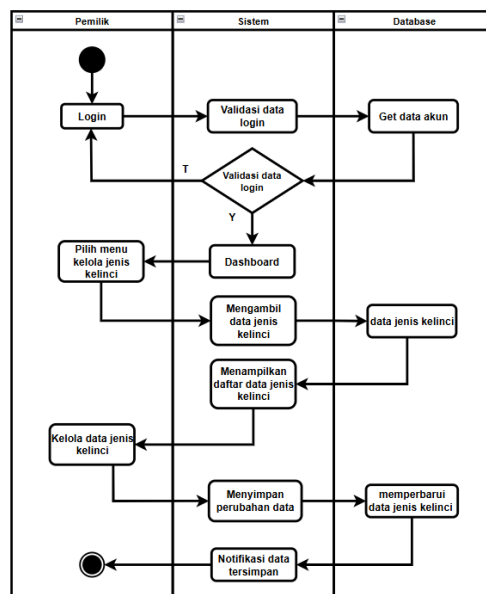 Pemilik
Sistem
Database
Login
Validasi data
login
Get data akun
T
Validasi data
login
Y
Pilih menu
kelola jenis
kelinci
Dashboard
Mengambil
data jenis
kelinci
data jenis kelinci
Menampilkan
daftar data jenis
kelinci
Kelola data jenis
kelinci
Menyimpan
perubahan data
memperbarui
data jenis kelinci
Notifikasi data
tersimpan